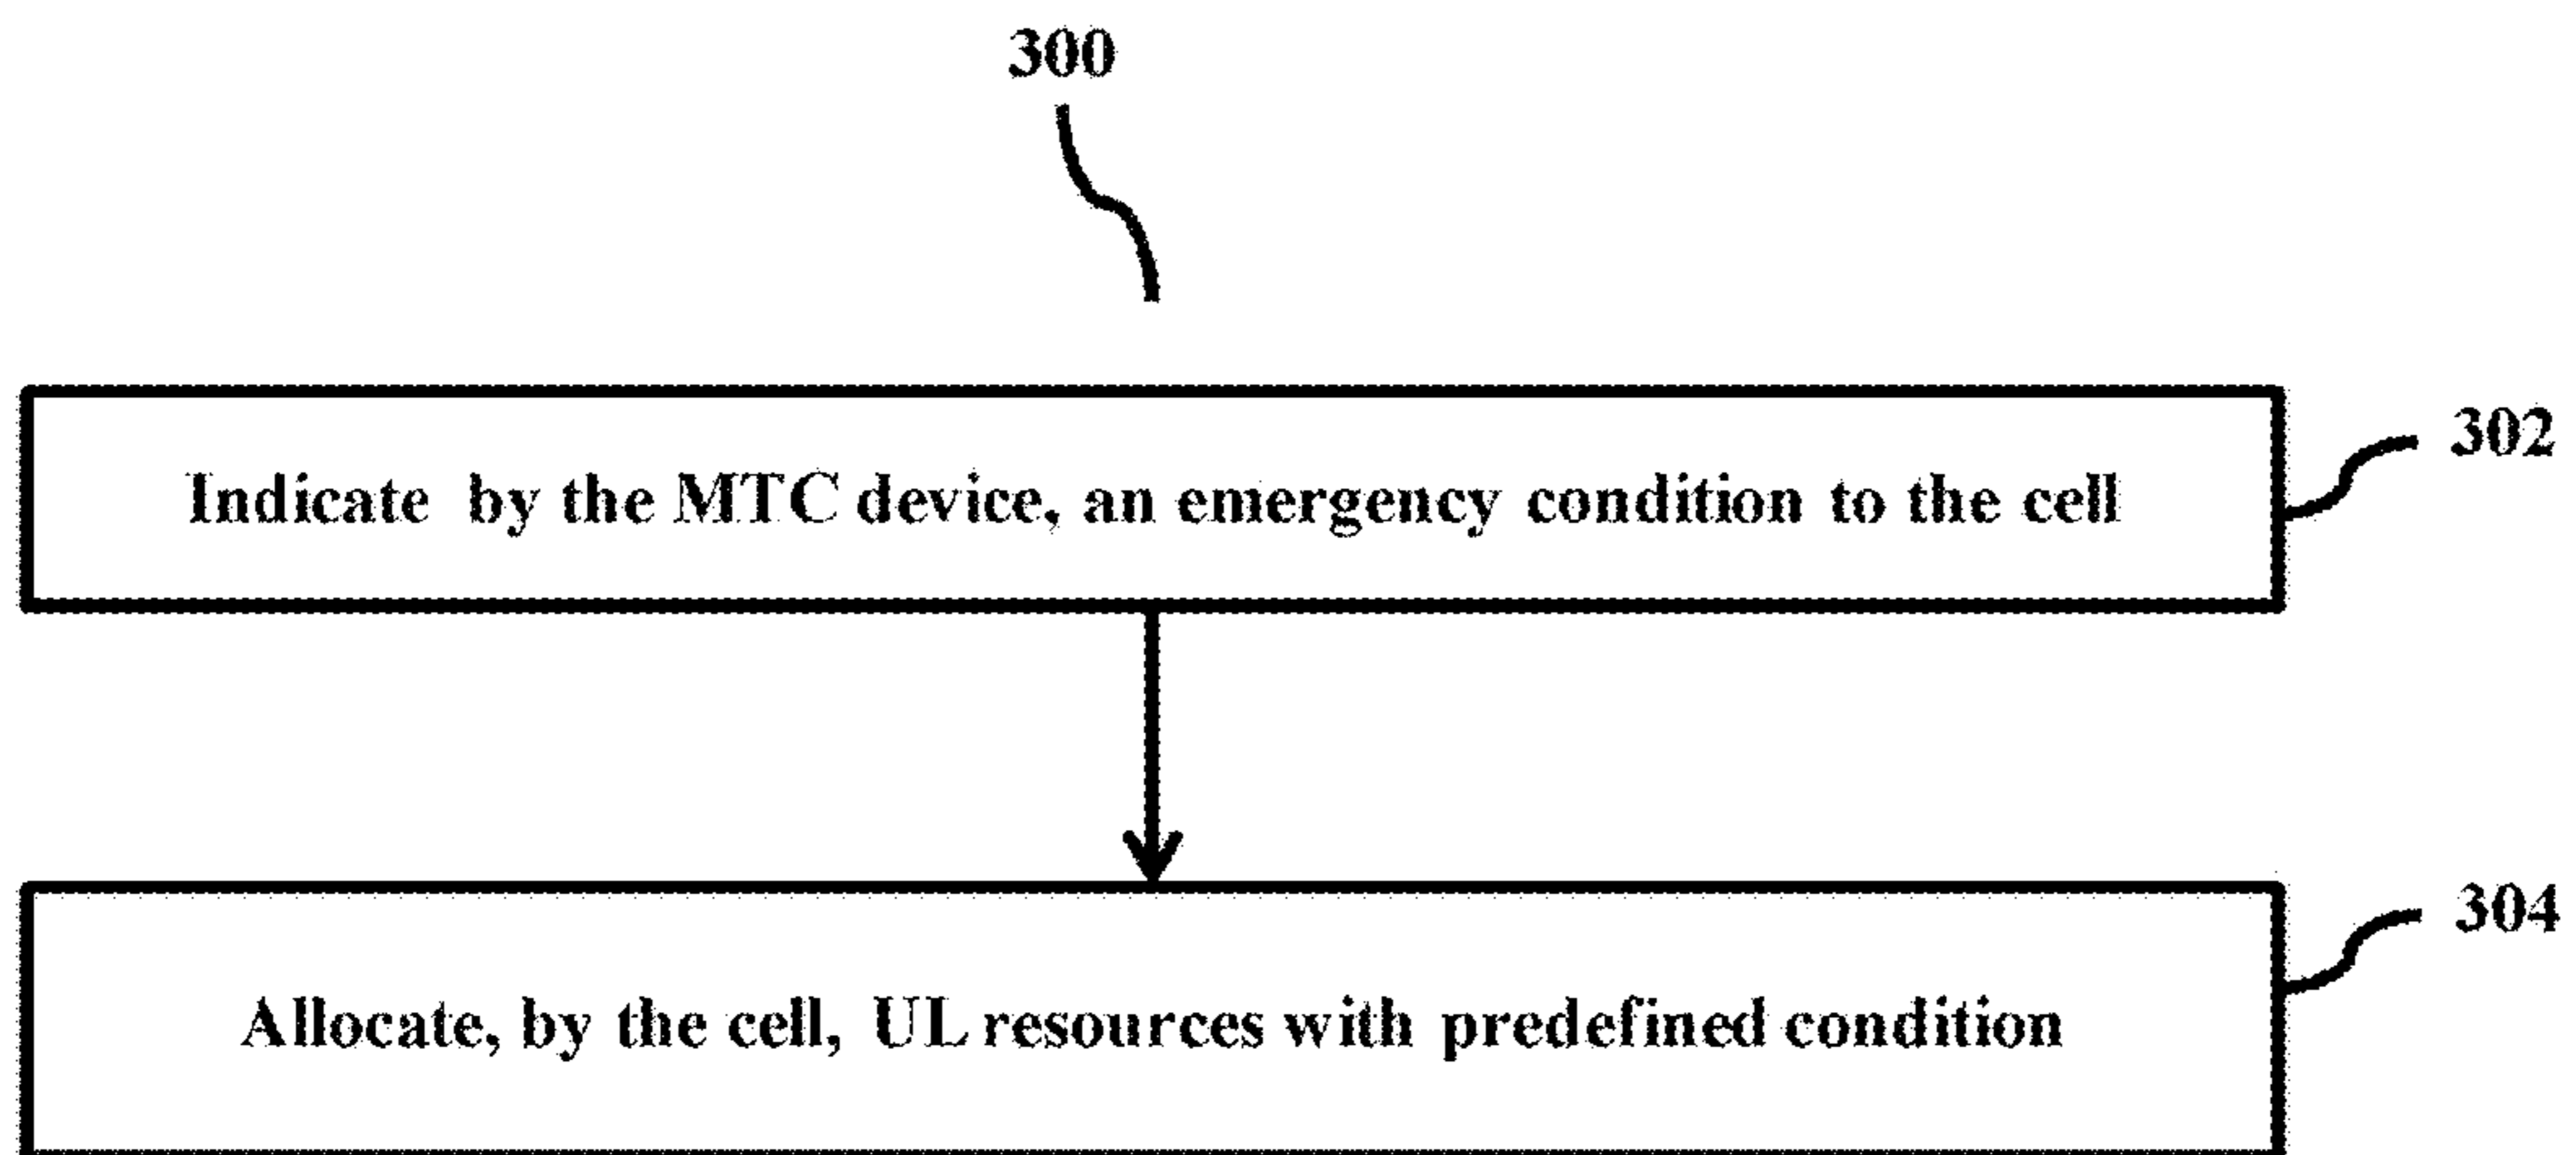 300
302
Indicate by the MTC device, an emergency condition to the cell
304
Allocate, by the cell, UL resources with predefined condition